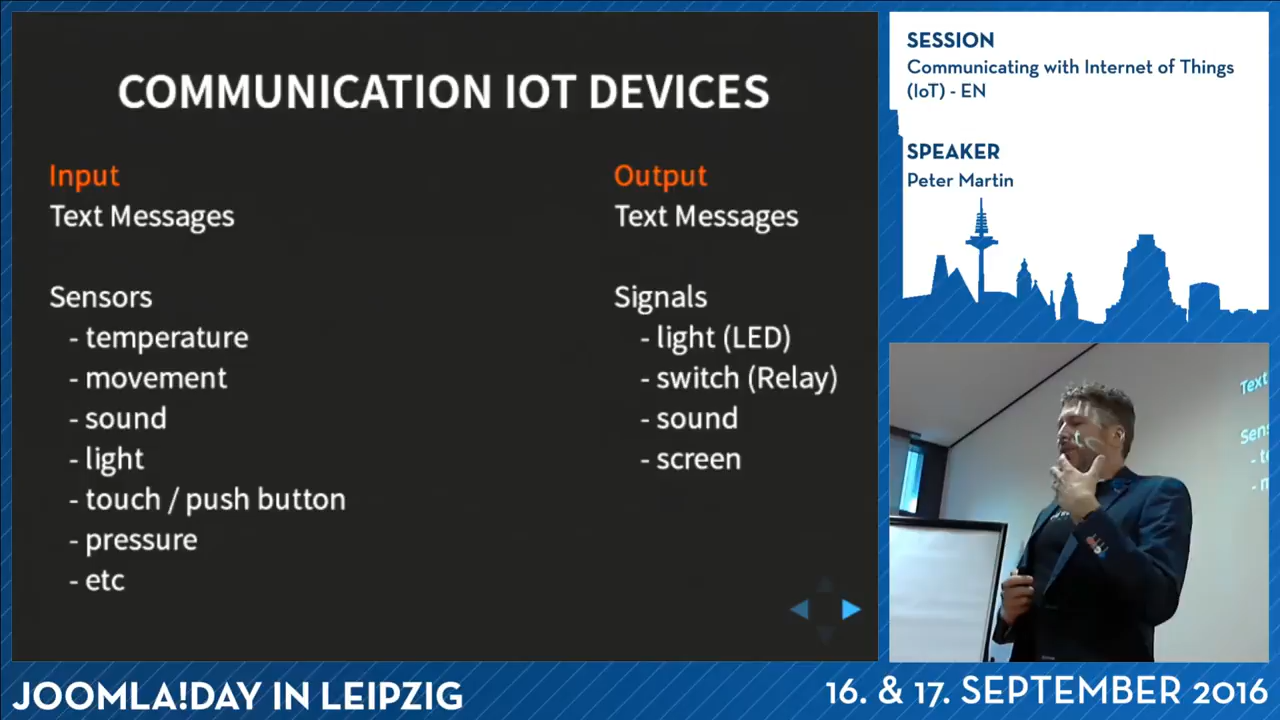 COMMUNICATION IOT DEVICES
Input
Text Messages
Sensors
- temperature
- movement
- sound
- light
- touch / push button
- pressure
- etc
Output
Text Messages
Signals
- light (LED)
- switch (Relay)
- sound
- screen
SESSION
Communicating with Internet of Things
(IoT) - EN
SPEAKER
Peter Martin
Text
Sens
JOOMLA!DAY IN LEIPZIG
16. & 17. SEPTEMBER 2016